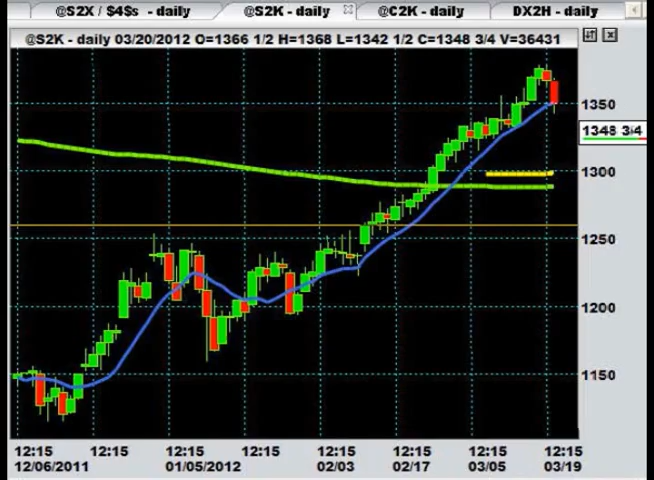 @S2X / $4$s - daily @S2K - daily @C2K - daily DX2H - daily
@S2K - daily 03/20/2012 O=1366 1/2 H=1368 L=1342 1/2 C=1348 3/4 V=36431
1350
1348 3/4
1300
1250
1200
1150
12:15 12:15 12:15 12:15 12:15 12:15 12:15 12:15
12/06/2011 01/05/2012 02/03 02/17 03/05 03/19